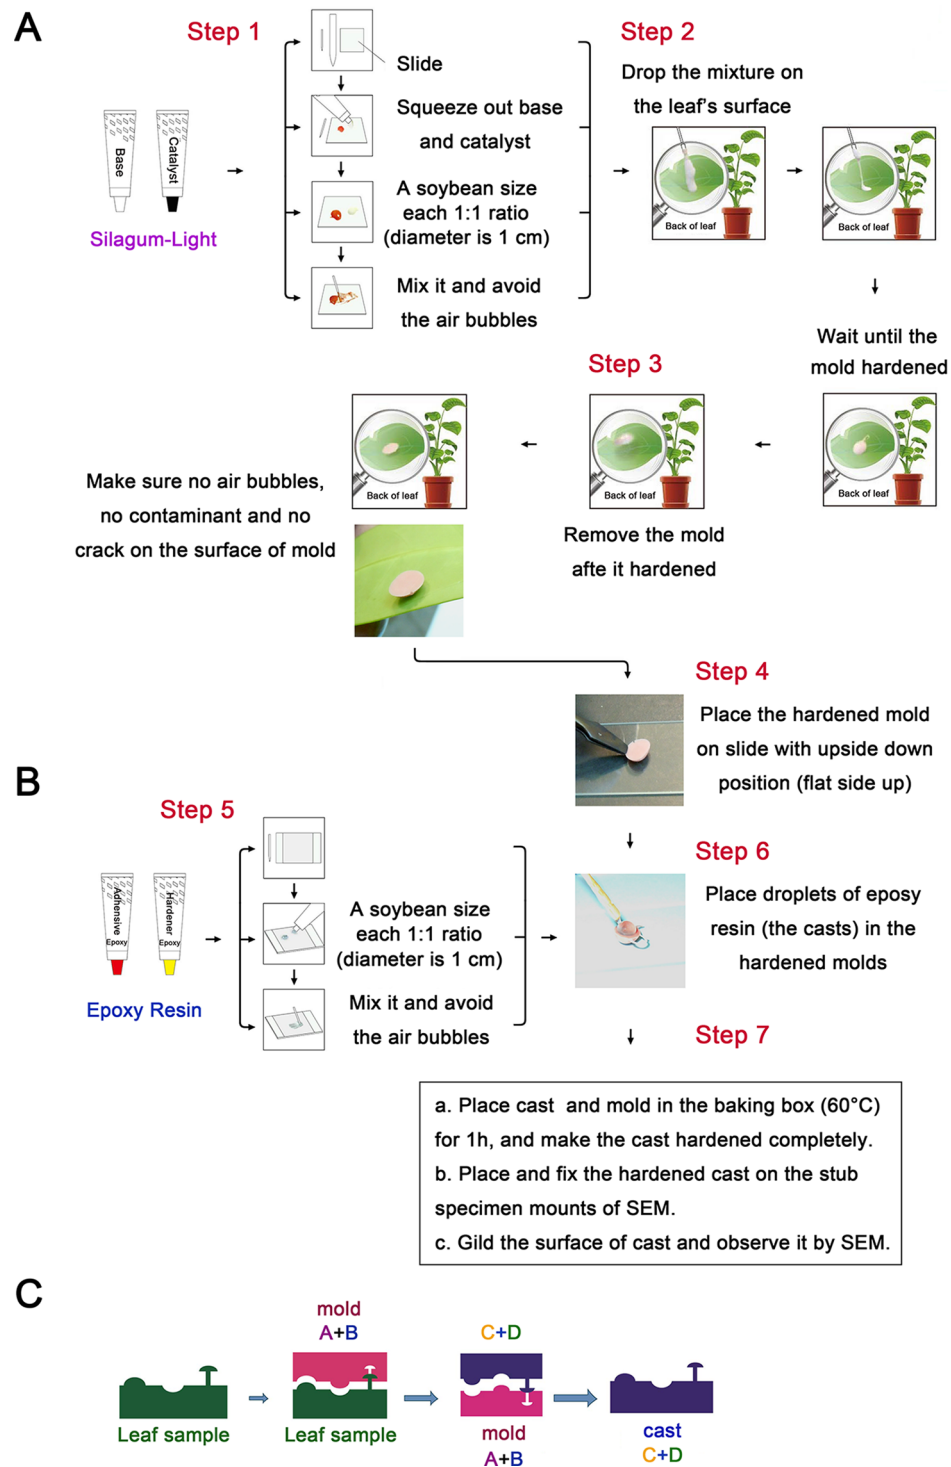 A
Step 1
Slide
Squeeze out base
and catalyst
A soybean size
each 1:1 ratio
(diameter is 1 cm)
Mix it and avoid
the air bubbles
Base
Catalyst
Silagum-Light
Step 2
Drop the mixture on
the leaf's surface
Back of leaf
Back of leaf
Wait until the
mold hardened
Back of leaf
Step 3
Back of leaf
Remove the mold
afte it hardened
Back of leaf
Make sure no air bubbles,
no contaminant and no
crack on the surface of mold
Step 4
Place the hardened mold
on slide with upside down
position (flat side up)
B
Step 5
Adhensive
Epoxy
Hardener
Epoxy
Epoxy Resin
A soybean size
each 1:1 ratio
(diameter is 1 cm)
Mix it and avoid
the air bubbles
Step 6
Place droplets of eposy
resin (the casts) in the
hardened molds
Step 7
a. Place cast and mold in the baking box (60°C)
for 1h, and make the cast hardened completely.
b. Place and fix the hardened cast on the stub
specimen mounts of SEM.
c. Gild the surface of cast and observe it by SEM.
C
Leaf sample
mold
A+B
Leaf sample
C+D
mold
A+B
cast
C+D